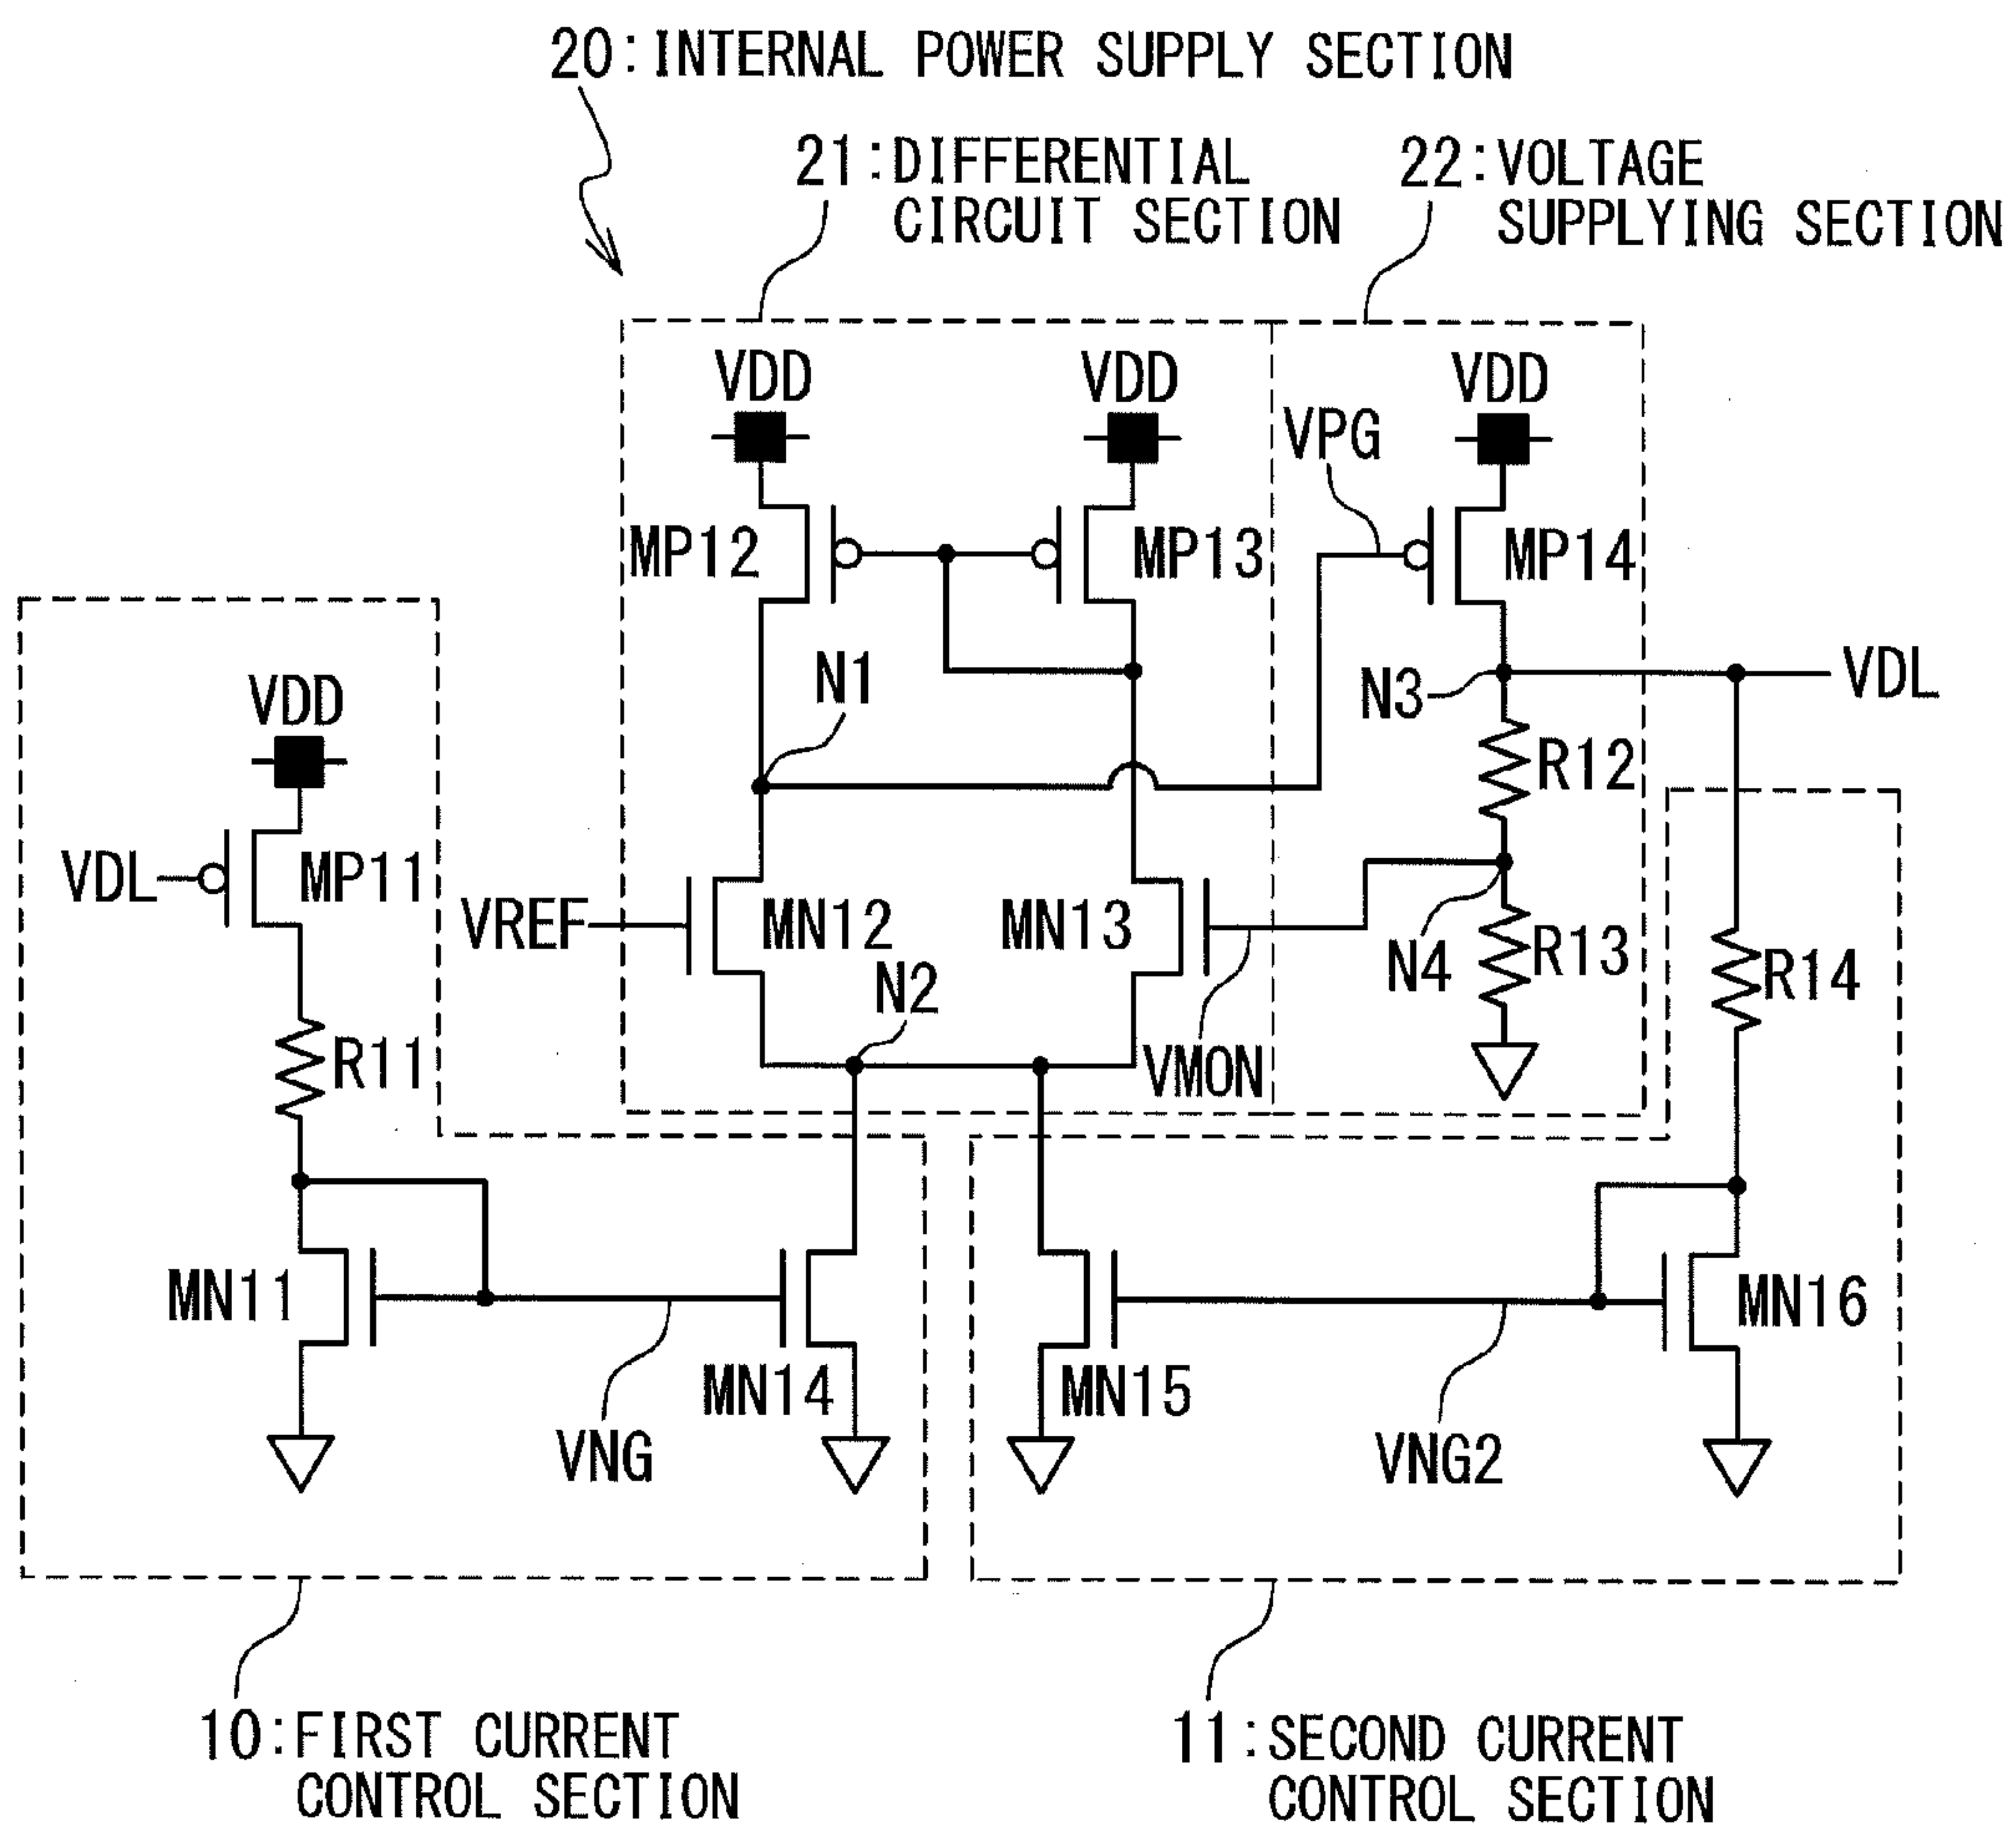 20:INTERNAL POWER SUPPLY SECTION
21:DIFFERENTIAL
CIRCUIT SECTION
22:VOLTAGE
SUPPLYING SECTION
VDD
VDD
VDD
VPG
MP12
MP13
MP14
N1
N3
VDL
VDD
R12
VDL
MP11
VREF
MN12
MN13
N4
R13
R14
N2
R11
VMON
MN11
MN14
MN15
MN16
VNG
VNG2
10:FIRST CURRENT
CONTROL SECTION
11:SECOND CURRENT
CONTROL SECTION